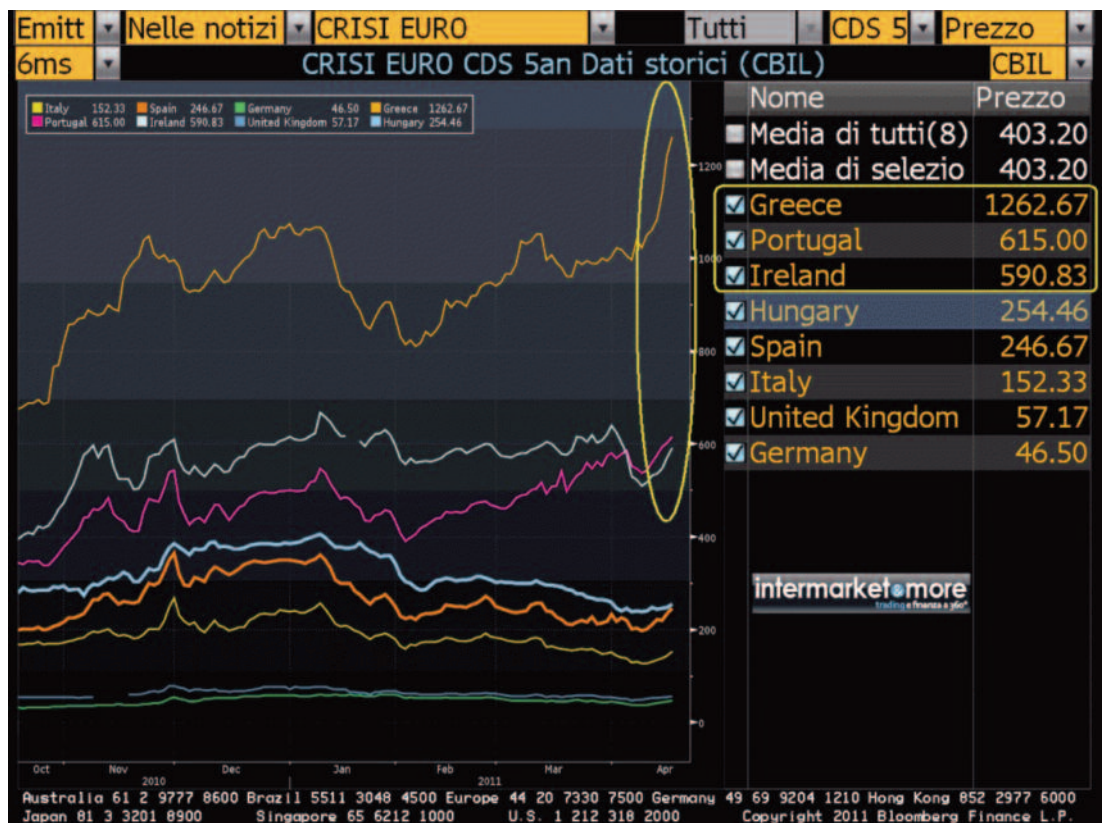 Emitt Nelle notizi CRISI EURO Tutti CDS 5 Prezzo
6ms CRISI EURO CDS 5an Dati storici (CBIL) CBIL
Italy 152.33 Spain 246.67 Germany 46.50 Greece 1262.67
Portugal 615.00 Ireland 590.83 United Kingdom 57.17 Hungary 254.46
Nome Prezzo
Media di tutti(8) 403.20
Media di selezio 403.20
Greece 1262.67
Portugal 615.00
Ireland 590.83
Hungary 254.46
Spain 246.67
Italy 152.33
United Kingdom 57.17
Germany 46.50
1200
1000
800
600
400
200
0
intermarket&more
trading e finanza a 360°
Oct Nov Dec Jan Feb Mar Apr
2010 2011
Australia 61 2 9777 8600 Brazil 5511 3048 4500 Europe 44 20 7330 7500 Germany 49 69 9204 1210 Hong Kong 852 2977 6000
Japan 81 3 3201 8900 Singapore 65 6212 1000 U.S. 1 212 318 2000 Copyright 2011 Bloomberg Finance L.P.